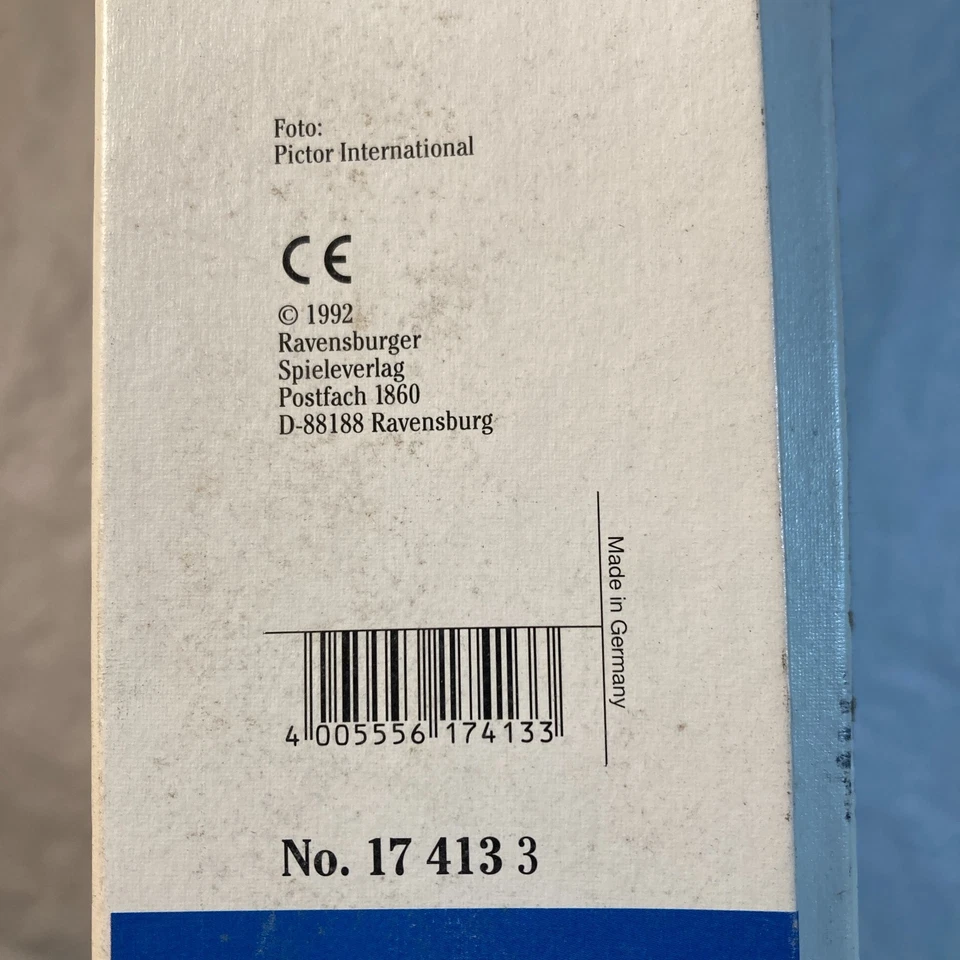 Foto:
Pictor International
CE
© 1992
Ravensburger
Spieleverlag
Postfach 1860
D-88188 Ravensburg
Made in Germany
4 005556 174133
No. 17 413 3